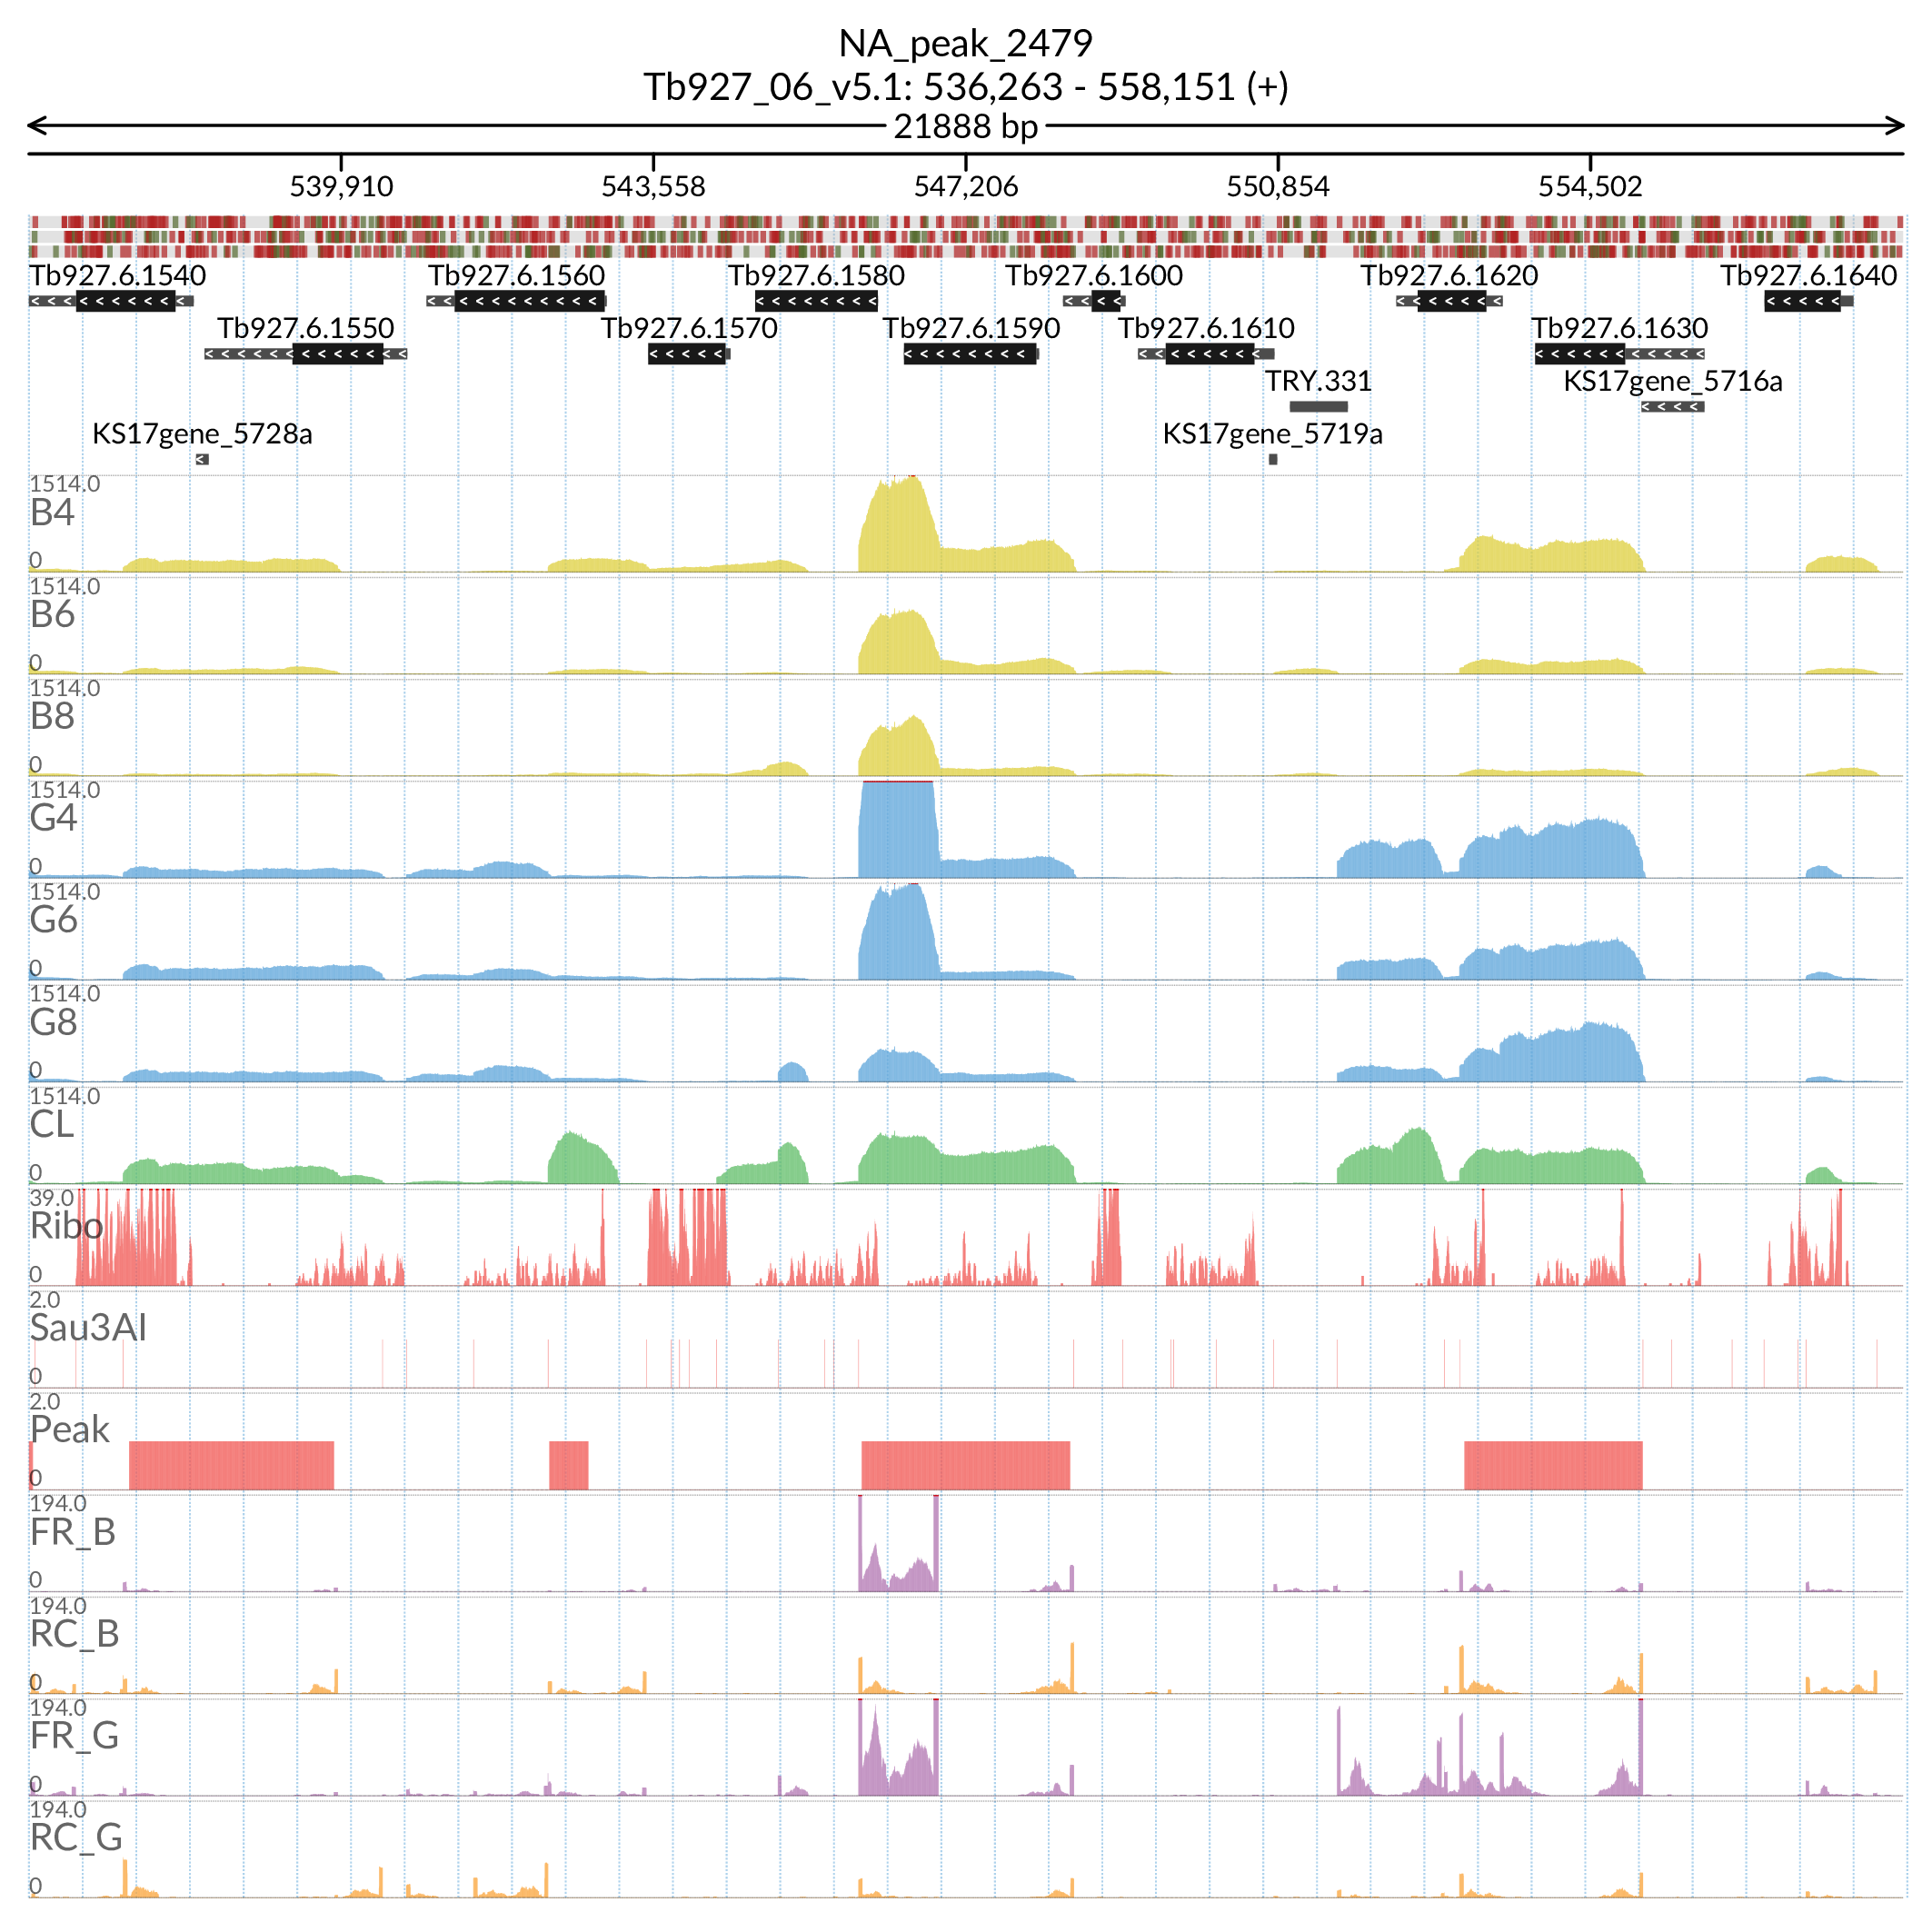 NA_peak_2479
Tb927_06_v5.1: 536,263 - 558,151 (+)
21888 bp
539,910 543,558 547,206 550,854 554,502
Tb927.6.1540 Tb927.6.1560 Tb927.6.1580 Tb927.6.1600 Tb927.6.1620 Tb927.6.1640
Tb927.6.1550 Tb927.6.1570 Tb927.6.1590 Tb927.6.1610 Tb927.6.1630
TRY.331 KS17gene_5716a
KS17gene_5728a KS17gene_5719a
1514.0
B4
0
1514.0
B6
0
1514.0
B8
0
1514.0
G4
0
1514.0
G6
0
1514.0
G8
0
1514.0
CL
0
39.0
Ribo
0
2.0
Sau3AI
0
2.0
Peak
0
194.0
FR_B
0
194.0
RC_B
0
194.0
FR_G
0
194.0
RC_G
0